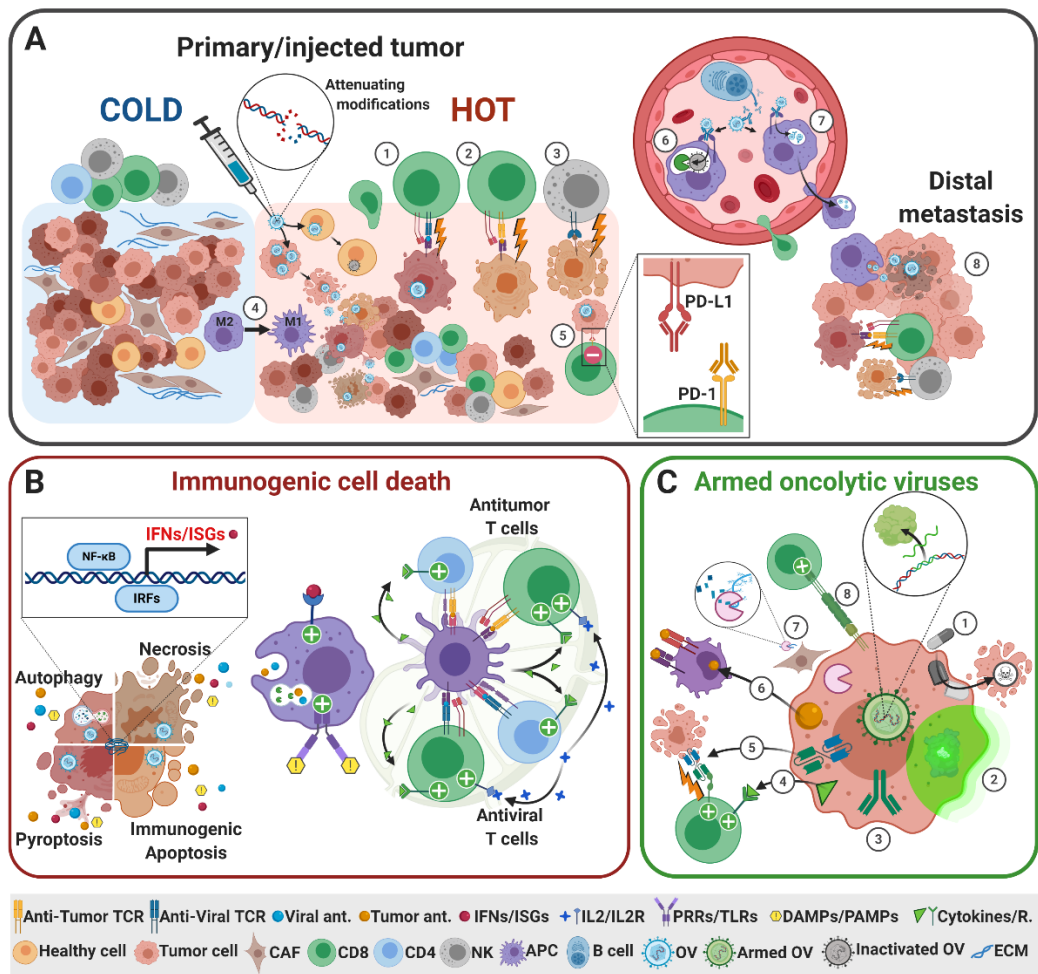 A
Primary/injected tumor
COLD
Attenuating
modifications
HOT
1
2
3
6
7
Distal
metastasis
8
M2
4
M1
5
PD-L1
PD-1
B
Immunogenic cell death
IFNs/ISGs
NF-κB
IRFs
Necrosis
Autophagy
Pyroptosis
Immunogenic
Apoptosis
!
!
!
!
!
Antitumor
T cells
Antiviral
T cells
C
Armed oncolytic viruses
1
2
3
4
5
6
7
8
Anti-Tumor TCR
Anti-Viral TCR
Viral ant.
Tumor ant.
IFNs/ISGs
IL2/IL2R
PRRs/TLRs
! DAMPs/PAMPs
Cytokines/R.
Healthy cell
Tumor cell
CAF
CD8
CD4
NK
APC
B cell
OV
Armed OV
Inactivated OV
ECM